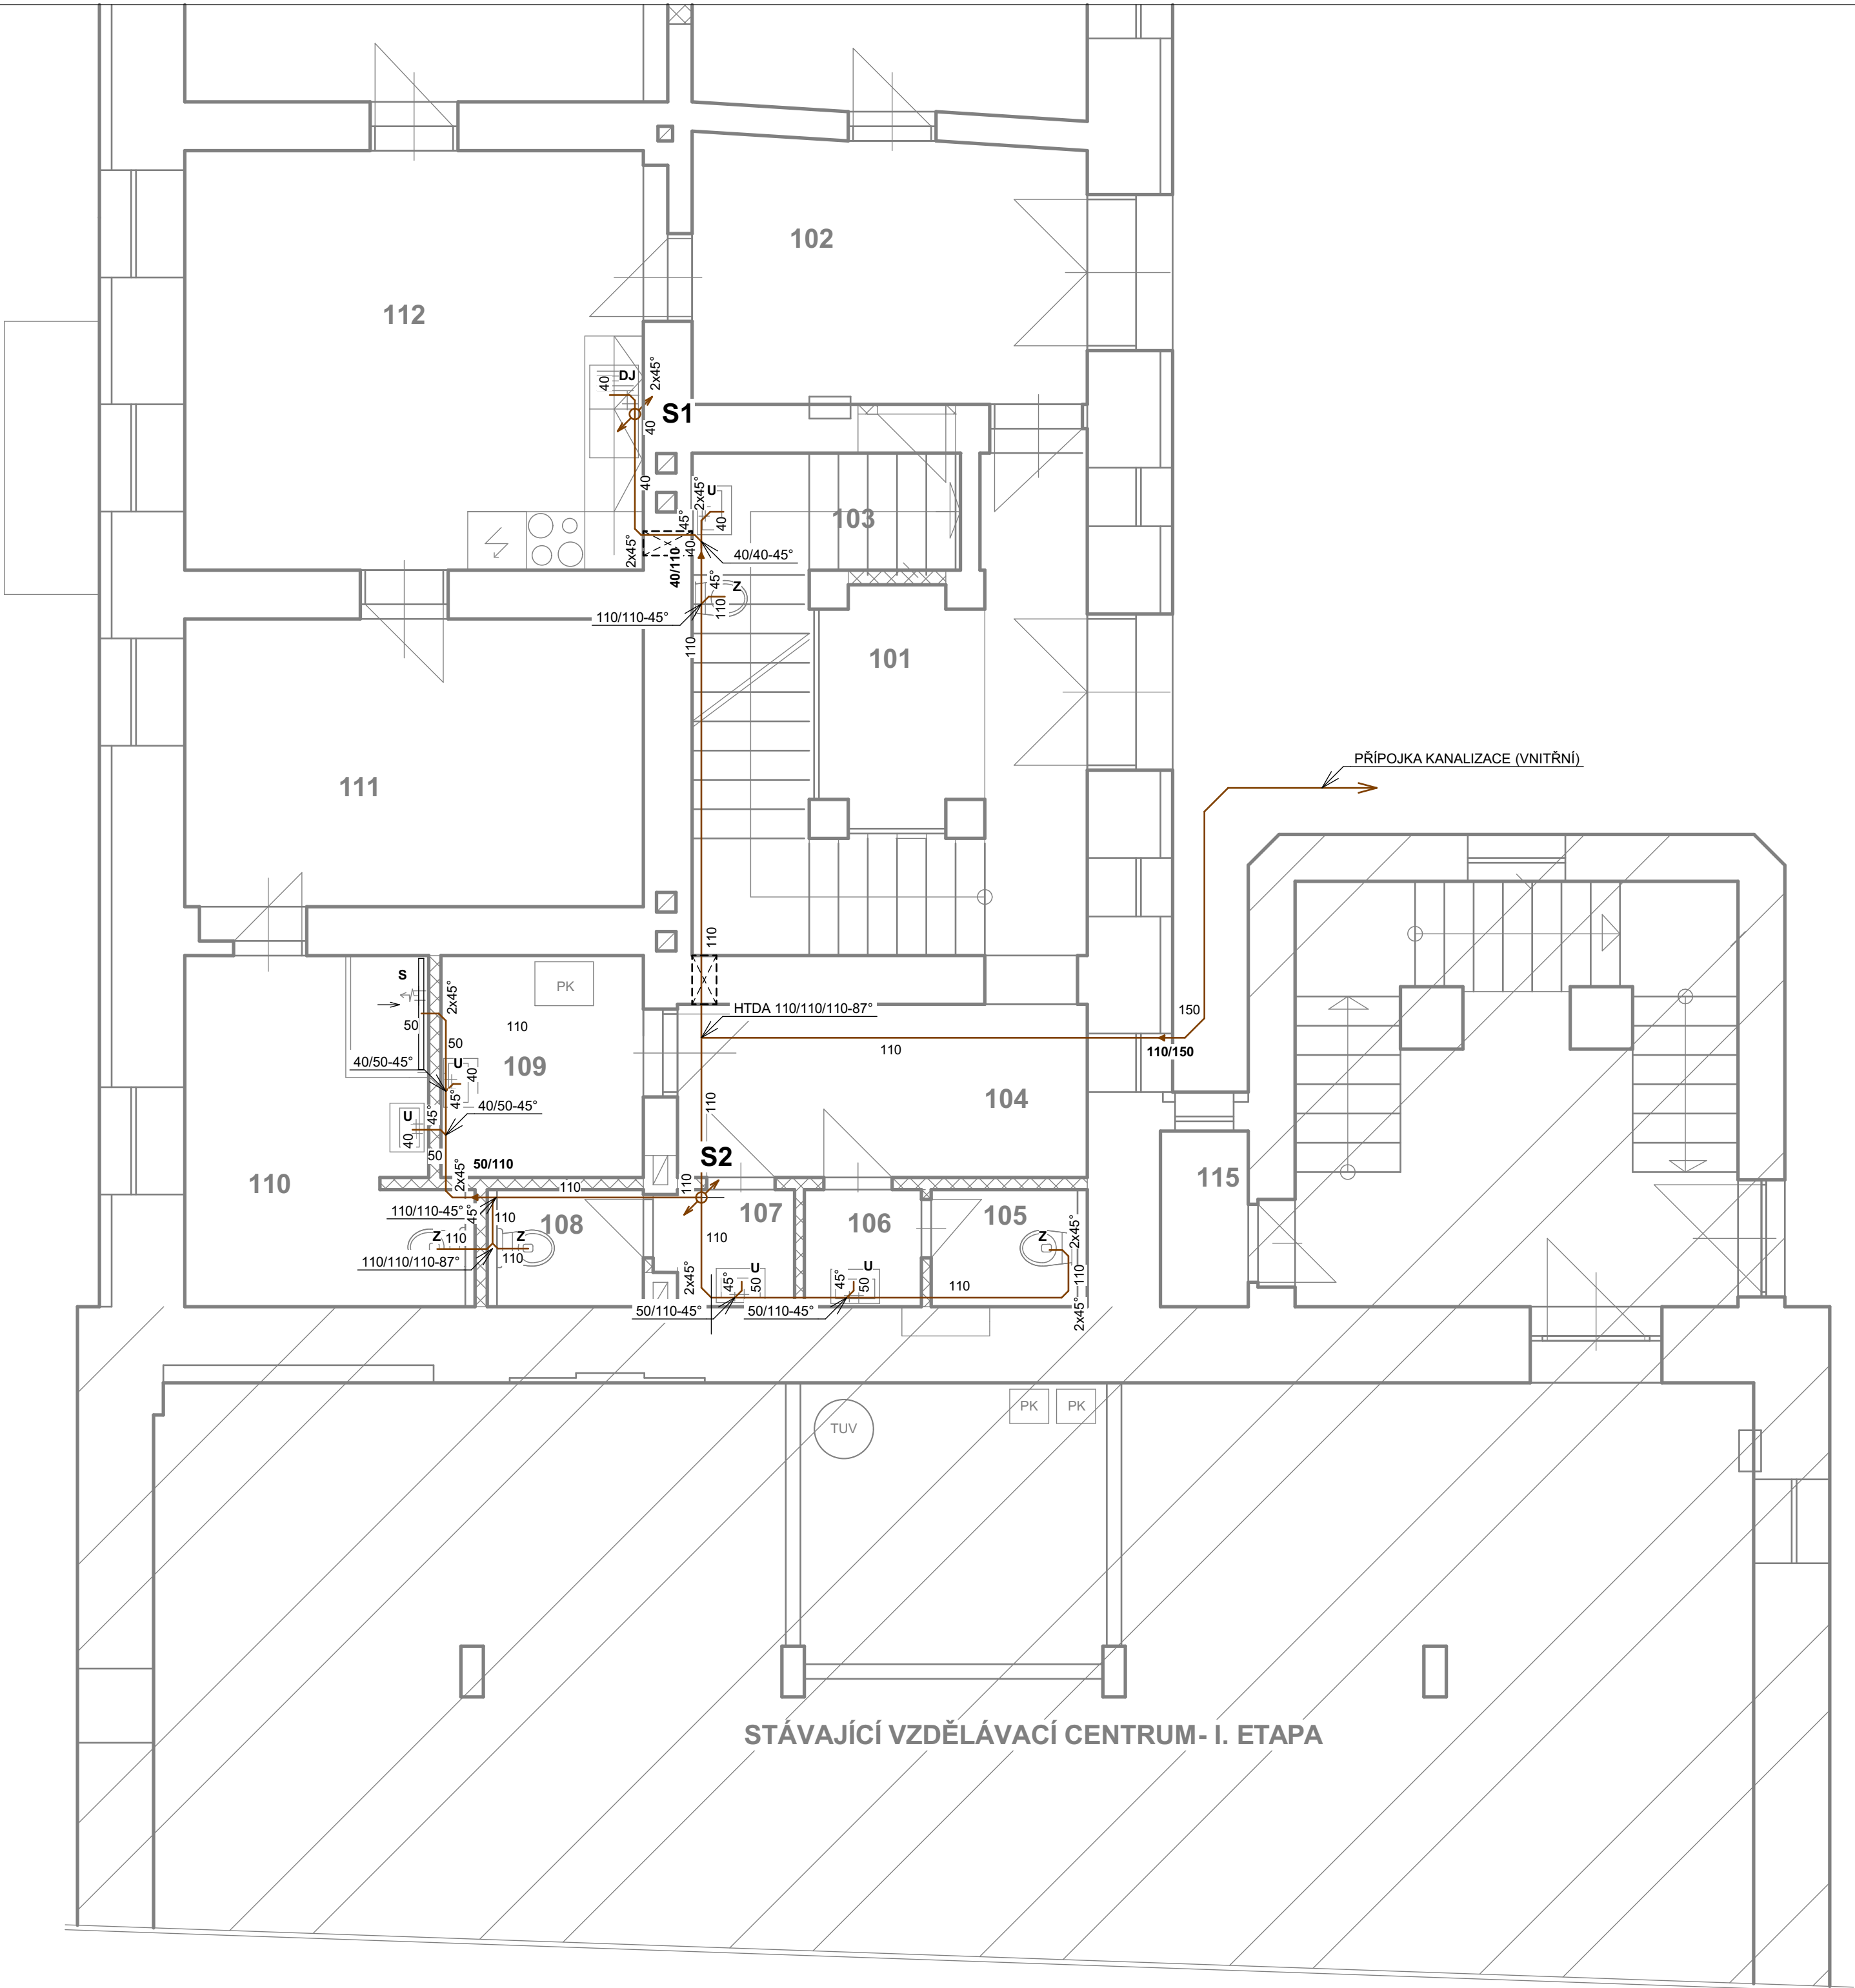 102
112
DJ
40
2x45°
S1
40
40
2x45°
U
40
45°
103
2x45°
40
40/110
40/40-45°
45°
Z
110
110/110-45°
110
101
PŘÍPOJKA KANALIZACE (VNITŘNÍ)
111
110
S
2x45°
PK
50
110
HTDA 110/110/110-87°
150
50
110
110/150
40/50-45°
U
109
40
45°
110
104
40/50-45°
U
45°
40
50
S2
50/110
2x45°
110
115
110
110
110/110-45°
45°
110
108
107
106
105
Z
110
Z
110
Z
2x45°
110
110/110/110-87°
2x45°
U
45°
50
U
45°
50
110
110
50/110-45°
50/110-45°
2x45°
PK
PK
TUV
STÁVAJÍCÍ VZDĚLÁVACÍ CENTRUM- I. ETAPA